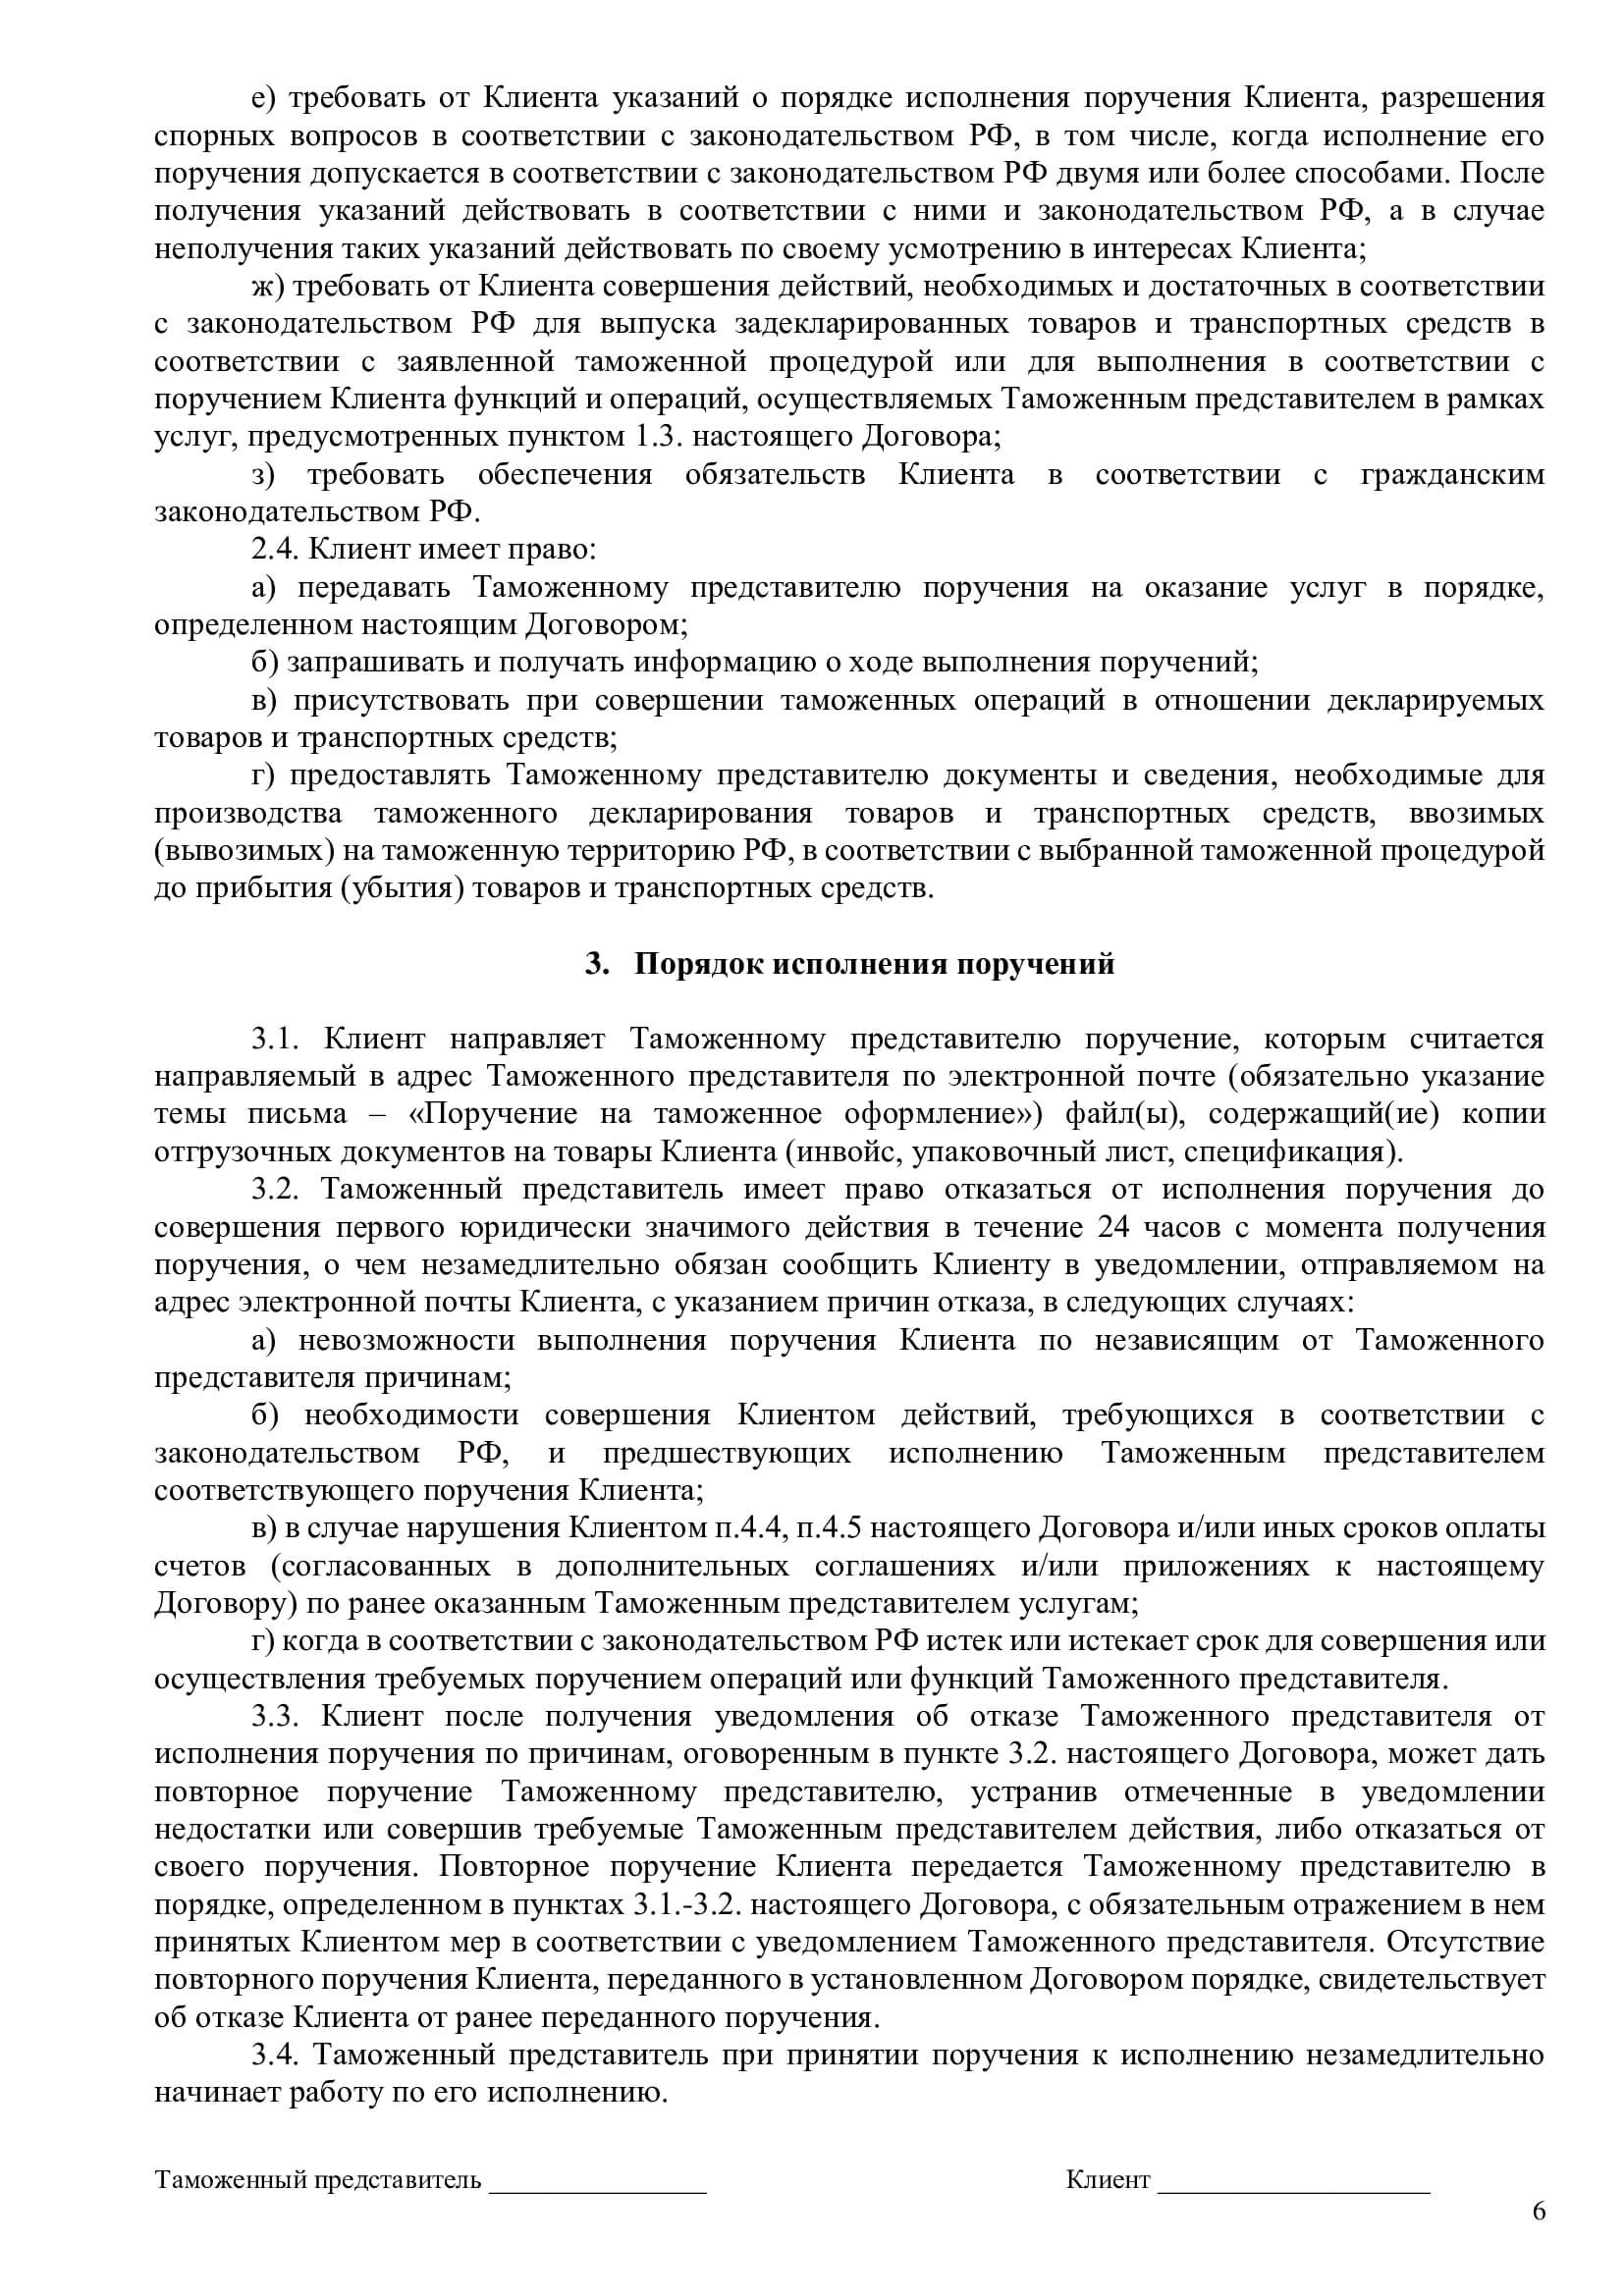 е) требовать от Клиента указаний о порядке исполнения поручения Клиента, разрешения
спорных вопросов в соответствии с законодательством РФ, в том числе, когда исполнение его
поручения допускается в соответствии с законодательством РФ двумя или более способами. После
получения указаний действовать в соответствии с ними и законодательством РФ, а в случае
неполучения таких указаний действовать по своему усмотрению в интересах Клиента;
ж) требовать от Клиента совершения действий, необходимых и достаточных в соответствии
с законодательством РФ для выпуска задекларированных товаров и транспортных средств в
соответствии с заявленной таможенной процедурой или для выполнения в соответствии с
поручением Клиента функций и операций, осуществляемых Таможенным представителем в рамках
услуг, предусмотренных пунктом 1.3. настоящего Договора;
з) требовать обеспечения обязательств Клиента в соответствии с гражданским
законодательством РФ.
2.4. Клиент имеет право:
а) передавать Таможенному представителю поручения на оказание услуг в порядке,
определенном настоящим Договором;
б) запрашивать и получать информацию о ходе выполнения поручений;
в) присутствовать при совершении таможенных операций в отношении декларируемых
товаров и транспортных средств;
г) предоставлять Таможенному представителю документы и сведения, необходимые для
производства таможенного декларирования товаров и транспортных средств, ввозимых
(вывозимых) на таможенную территорию РФ, в соответствии с выбранной таможенной процедурой
до прибытия (убытия) товаров и транспортных средств.
3. Порядок исполнения поручений
3.1. Клиент направляет Таможенному представителю поручение, которым считается
направляемый в адрес Таможенного представителя по электронной почте (обязательно указание
темы письма – «Поручение на таможенное оформление») файл(ы), содержащий(ие) копии
отгрузочных документов на товары Клиента (инвойс, упаковочный лист, спецификация).
3.2. Таможенный представитель имеет право отказаться от исполнения поручения до
совершения первого юридически значимого действия в течение 24 часов с момента получения
поручения, о чем незамедлительно обязан сообщить Клиенту в уведомлении, отправляемом на
адрес электронной почты Клиента, с указанием причин отказа, в следующих случаях:
а) невозможности выполнения поручения Клиента по независящим от Таможенного
представителя причинам;
б) необходимости совершения Клиентом действий, требующихся в соответствии с
законодательством РФ, и предшествующих исполнению Таможенным представителем
соответствующего поручения Клиента;
в) в случае нарушения Клиентом п.4.4, п.4.5 настоящего Договора и/или иных сроков оплаты
счетов (согласованных в дополнительных соглашениях и/или приложениях к настоящему
Договору) по ранее оказанным Таможенным представителем услугам;
г) когда в соответствии с законодательством РФ истек или истекает срок для совершения или
осуществления требуемых поручением операций или функций Таможенного представителя.
3.3. Клиент после получения уведомления об отказе Таможенного представителя от
исполнения поручения по причинам, оговоренным в пункте 3.2. настоящего Договора, может дать
повторное поручение Таможенному представителю, устранив отмеченные в уведомлении
недостатки или совершив требуемые Таможенным представителем действия, либо отказаться от
своего поручения. Повторное поручение Клиента передается Таможенному представителю в
порядке, определенном в пунктах 3.1.-3.2. настоящего Договора, с обязательным отражением в нем
принятых Клиентом мер в соответствии с уведомлением Таможенного представителя. Отсутствие
повторного поручения Клиента, переданного в установленном Договором порядке, свидетельствует
об отказе Клиента от ранее переданного поручения.
3.4. Таможенный представитель при принятии поручения к исполнению незамедлительно
начинает работу по его исполнению.
Таможенный представитель ________________ Клиент ____________________
6